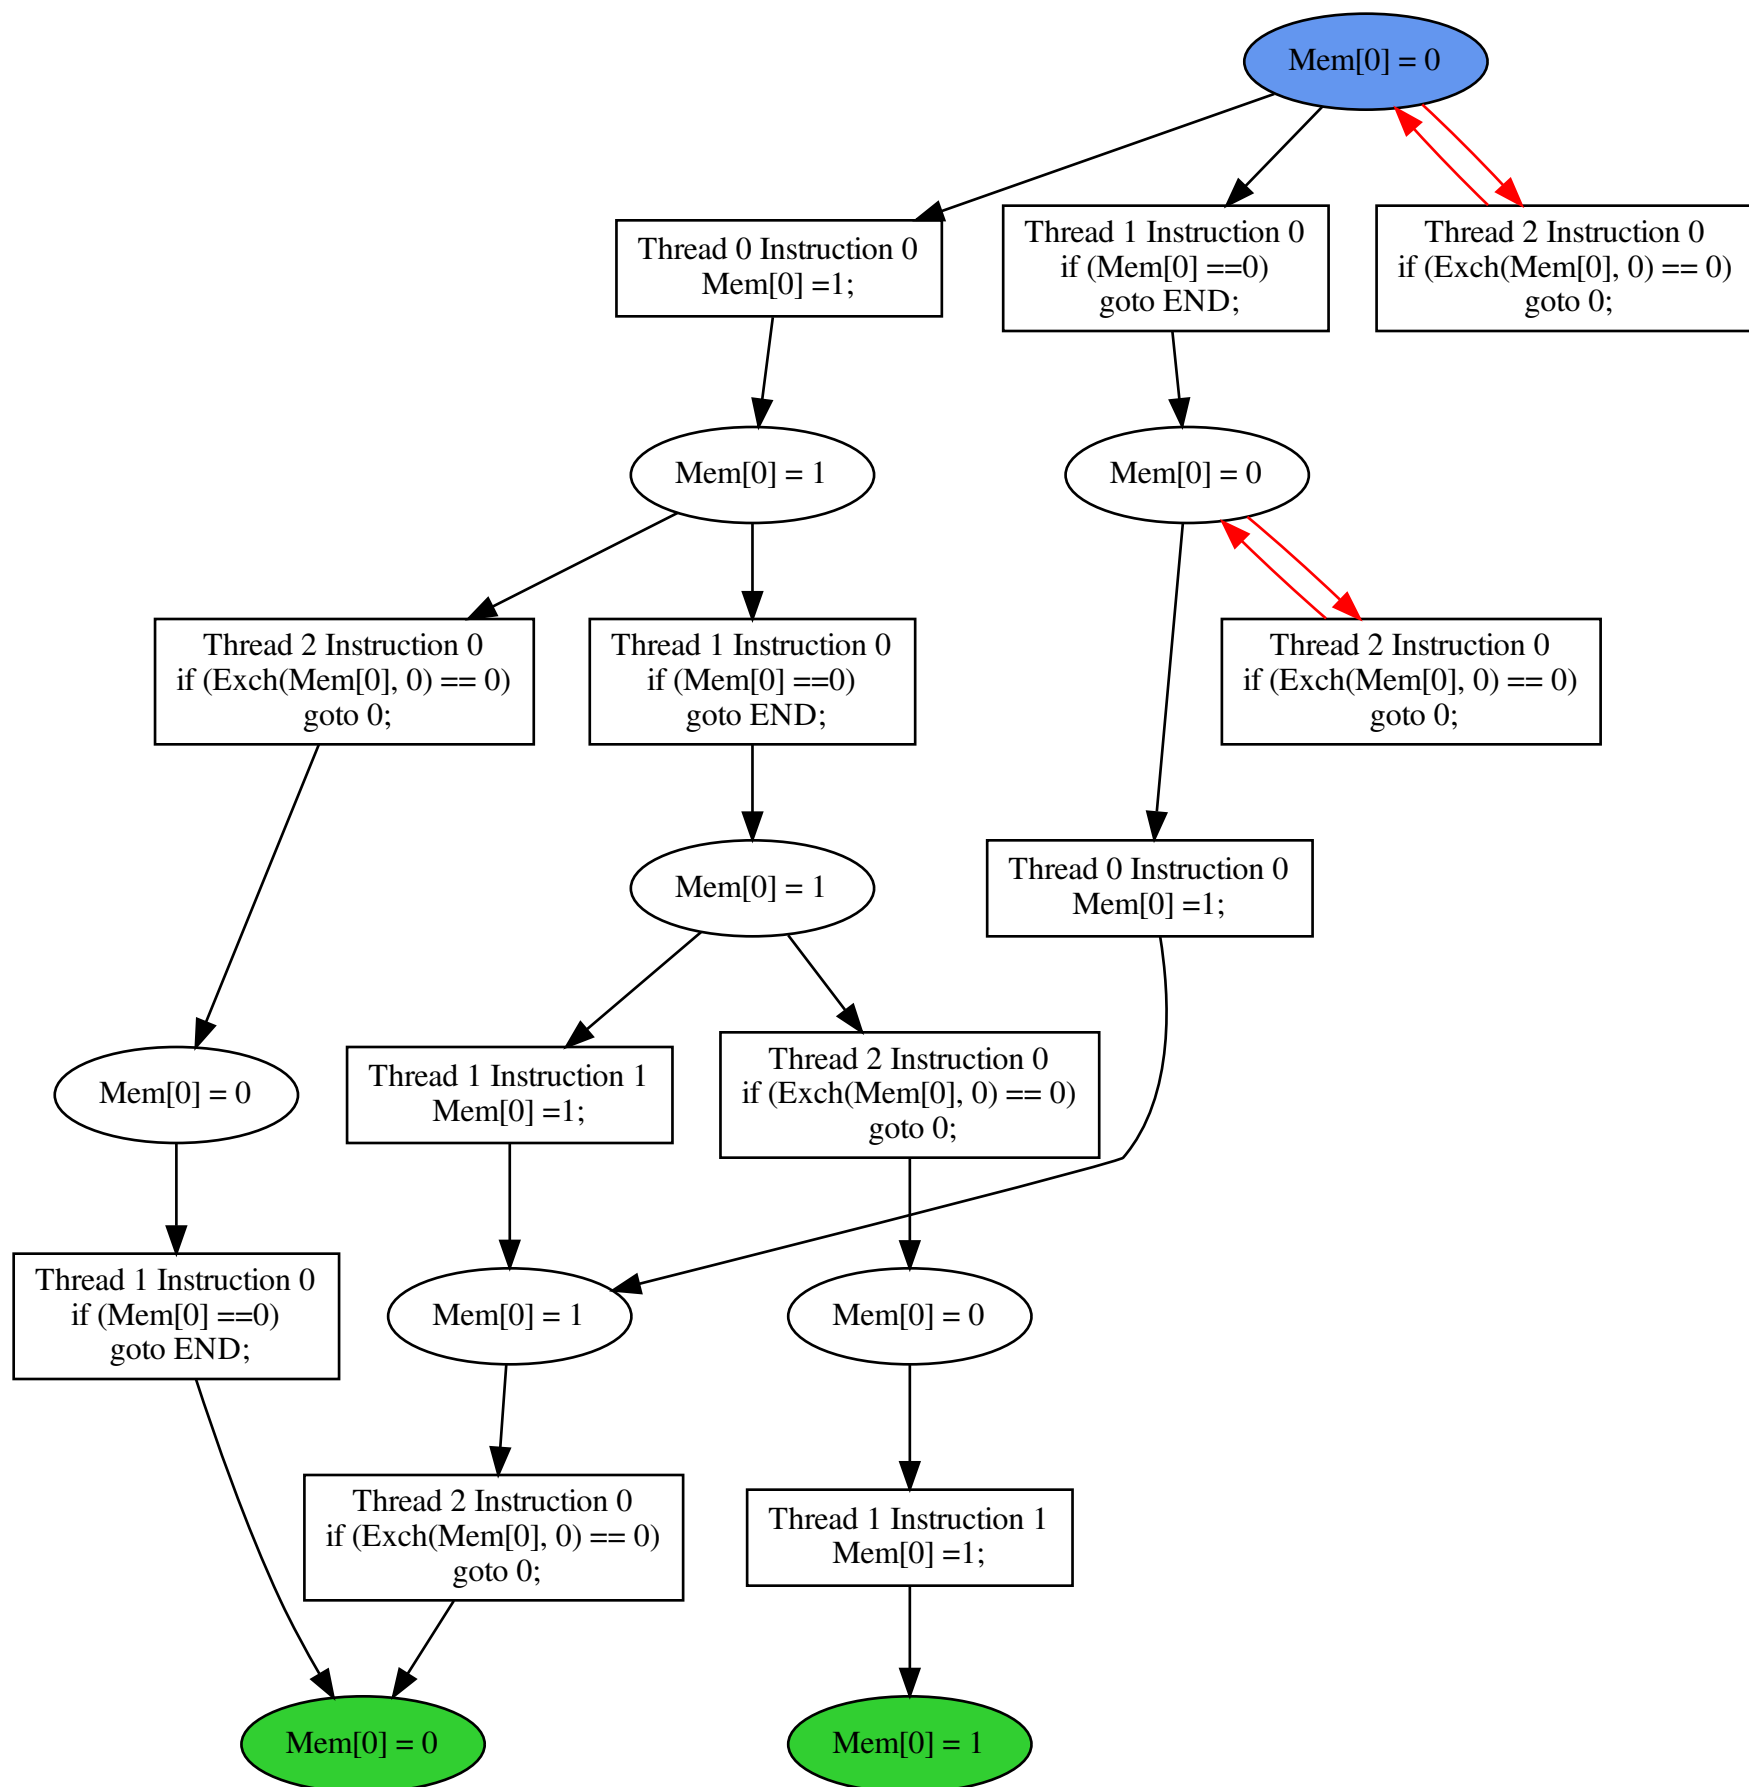 Mem[0] = 0
Thread 0 Instruction 0
Mem[0] =1;
Thread 1 Instruction 0
if (Mem[0] ==0)
goto END;
Thread 2 Instruction 0
if (Exch(Mem[0], 0) == 0)
goto 0;
Mem[0] = 1
Mem[0] = 0
Thread 2 Instruction 0
if (Exch(Mem[0], 0) == 0)
goto 0;
Thread 1 Instruction 0
if (Mem[0] ==0)
goto END;
Thread 2 Instruction 0
if (Exch(Mem[0], 0) == 0)
goto 0;
Mem[0] = 1
Thread 0 Instruction 0
Mem[0] =1;
Mem[0] = 0
Thread 1 Instruction 1
Mem[0] =1;
Thread 2 Instruction 0
if (Exch(Mem[0], 0) == 0)
goto 0;
Thread 1 Instruction 0
if (Mem[0] ==0)
goto END;
Mem[0] = 1
Mem[0] = 0
Thread 2 Instruction 0
if (Exch(Mem[0], 0) == 0)
goto 0;
Thread 1 Instruction 1
Mem[0] =1;
Mem[0] = 0
Mem[0] = 1